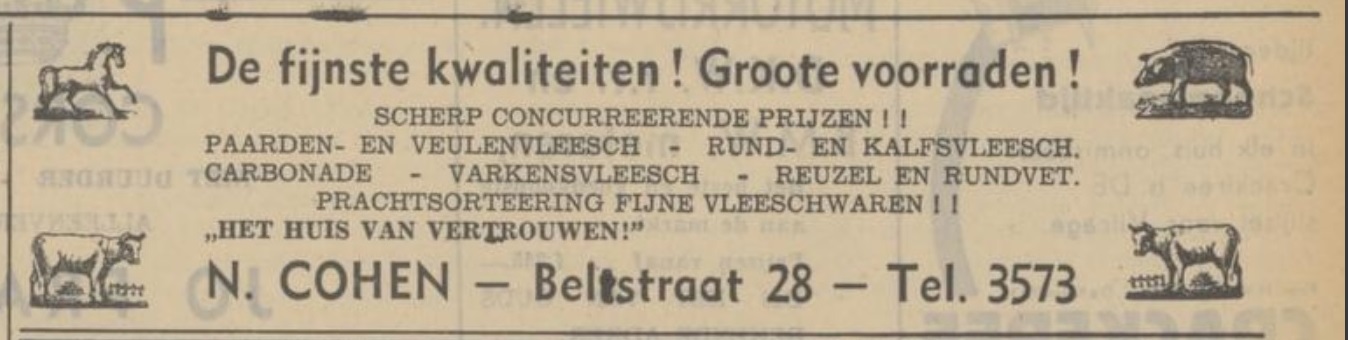 De fijnste kwaliteiten! Groote voorraden!
SCHERP CONCURREERENDE PRIJZEN!!
PAARDEN- EN VEULENVLEESCH - RUND- EN KALFSVLEESCH.
CARBONADE - VARKENSVLEESCH - REUZEL EN RUNDVET.
PRACHTSORTEERING FIJNE VLEESCHWAREN!!
„HET HUIS VAN VERTROUWEN!”
N. COHEN — Beltstraat 28 — Tel. 3573